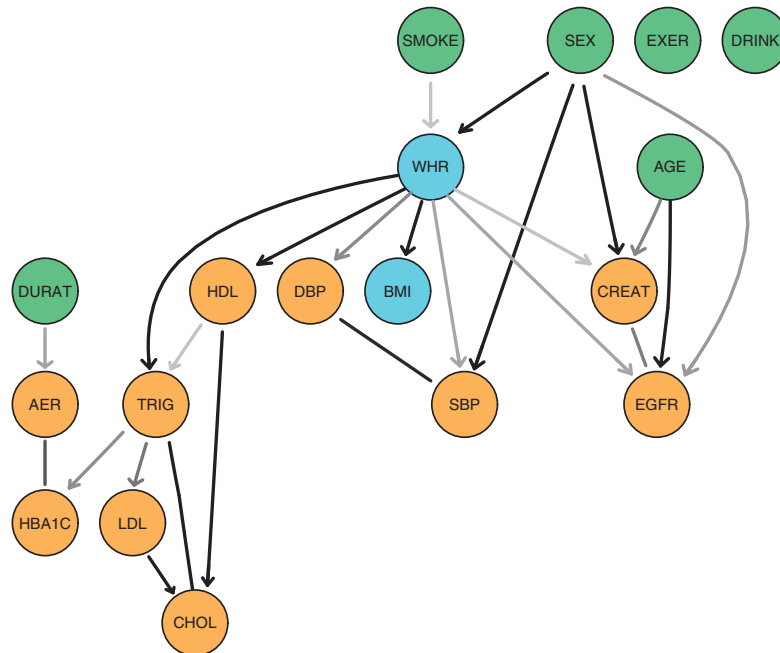 SMOKE
SEX
EXER
DRINK
WHR
AGE
DURAT
HDL
DBP
BMI
CREAT
AER
TRIG
SBP
EGFR
HBA1C
LDL
CHOL